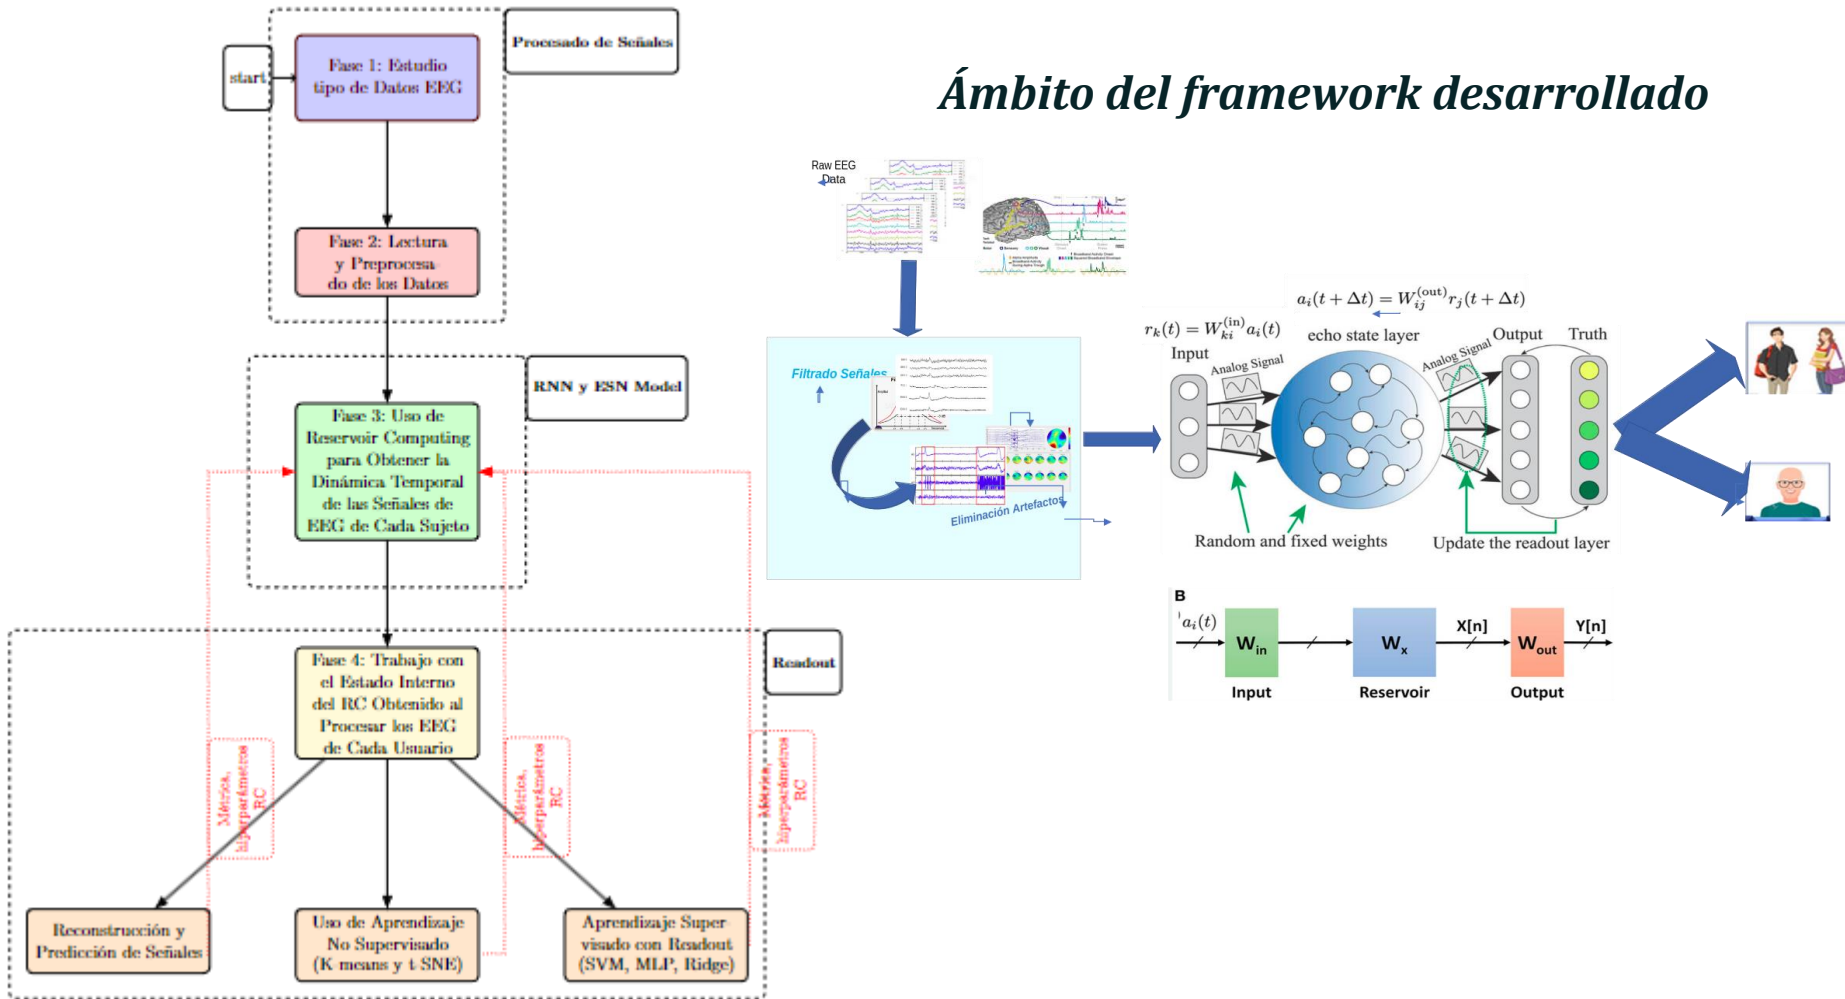 Procesado de Señales
start
Fase 1: Estudio
tipo de Datos EEG
Fase 2: Lectura
y Preprocesa-
do de los Datos
RNN y ESN Model
Fase 3: Uso de
Reservoir Computing
para Obtener la
Dinámica Temporal
de las Señales de
EEG de Cada Sujeto
Readout
Fase 4: Trabajo con
el Estado Interno
del RC Obtenido al
Procesar los EEG
de Cada Usuario
Métrica,
hiperparámetros
RC
Métrica,
hiperparámetros
RC
Métrica,
hiperparámetros
RC
Reconstrucción y
Predicción de Señales
Uso de Aprendizaje
No Supervisado
(K-means y t-SNE)
Aprendizaje Super-
visado con Readout
(SVM, MLP, Ridge)
Ámbito del framework desarrollado
Raw EEG
Data
Filtrado Señales
Eliminación Artefactos
a_i(t + Δt) = W_{ij}^{(out)} r_j(t + Δt)
r_k(t) = W_{ki}^{(in)} a_i(t)
echo state layer
Input
Output
Truth
Analog Signal
Analog Signal
Random and fixed weights
Update the readout layer
B
a_i(t)
W_in
W_x
X[n]
W_out
Y[n]
Input
Reservoir
Output